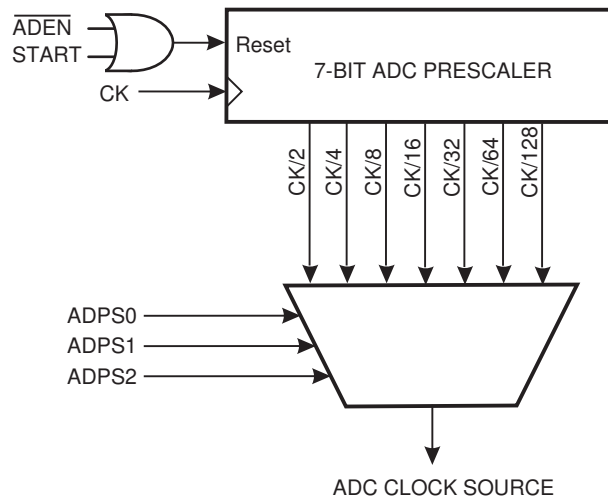 ADEN
START
Reset
7-BIT ADC PRESCALER
CK
CK/2
CK/4
CK/8
CK/16
CK/32
CK/64
CK/128
ADPS0
ADPS1
ADPS2
ADC CLOCK SOURCE